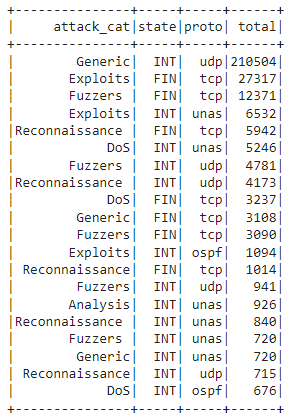 +----------------+-----+-----+------+
|      attack_cat|state|proto| total|
+----------------+-----+-----+------+
|         Generic|  INT|  udp|210504|
|        Exploits|  FIN|  tcp| 27317|
|        Fuzzers |  FIN|  tcp| 12371|
|        Exploits|  INT| unas|  6532|
|Reconnaissance  |  FIN|  tcp|  5942|
|             DoS|  INT| unas|  5246|
|        Fuzzers |  INT|  udp|  4781|
|Reconnaissance  |  INT|  udp|  4173|
|             DoS|  FIN|  tcp|  3237|
|         Generic|  FIN|  tcp|  3108|
|         Fuzzers|  FIN|  tcp|  3090|
|        Exploits|  INT| ospf|  1094|
|  Reconnaissance|  FIN|  tcp|  1014|
|         Fuzzers|  INT|  udp|   941|
|        Analysis|  INT| unas|   926|
|Reconnaissance  |  INT| unas|   840|
|        Fuzzers |  INT| unas|   720|
|         Generic|  INT| unas|   720|
|  Reconnaissance|  INT|  udp|   715|
|             DoS|  INT| ospf|   676|
+----------------+-----+-----+------+